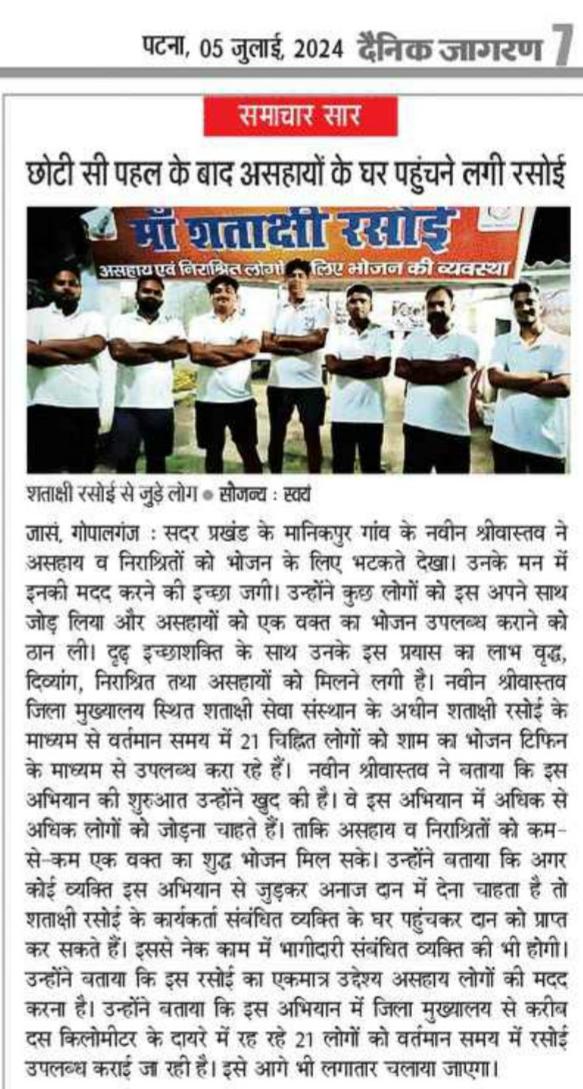 पटना, 05 जुलाई, 2024 दैनिक जागरण 7
समाचार सार
छोटी सी पहल के बाद असहायों के घर पहुंचने लगी रसोई
माँ शताक्षी रसोई
असहाय एवं निराश्रित लोगों लिए भोजन की व्यवस्था
शताक्षी रसोई से जुड़े लोग ● सौजन्य : स्वयं
जासं, गोपालगंज : सदर प्रखंड के मानिकपुर गांव के नवीन श्रीवास्तव ने
असहाय व निराश्रितों को भोजन के लिए भटकते देखा। उनके मन में
इनकी मदद करने की इच्छा जगी। उन्होंने कुछ लोगों को इस अपने साथ
जोड़ लिया और असहायों को एक वक्त का भोजन उपलब्ध कराने को
ठान ली। दृढ़ इच्छाशक्ति के साथ उनके इस प्रयास का लाभ वृद्ध,
दिव्यांग, निराश्रित तथा असहायों को मिलने लगी है। नवीन श्रीवास्तव
जिला मुख्यालय स्थित शताक्षी सेवा संस्थान के अधीन शताक्षी रसोई के
माध्यम से वर्तमान समय में 21 चिह्नित लोगों को शाम का भोजन टिफिन
के माध्यम से उपलब्ध करा रहे हैं। नवीन श्रीवास्तव ने बताया कि इस
अभियान की शुरुआत उन्होंने खुद की है। वे इस अभियान में अधिक से
अधिक लोगों को जोड़ना चाहते हैं। ताकि असहाय व निराश्रितों को कम-
से-कम एक वक्त का शुद्ध भोजन मिल सके। उन्होंने बताया कि अगर
कोई व्यक्ति इस अभियान से जुड़कर अनाज दान में देना चाहता है तो
शताक्षी रसोई के कार्यकर्ता संबंधित व्यक्ति के घर पहुंचकर दान को प्राप्त
कर सकते हैं। इससे नेक काम में भागीदारी संबंधित व्यक्ति की भी होगी।
उन्होंने बताया कि इस रसोई का एकमात्र उद्देश्य असहाय लोगों की मदद
करना है। उन्होंने बताया कि इस अभियान में जिला मुख्यालय से करीब
दस किलोमीटर के दायरे में रह रहे 21 लोगों को वर्तमान समय में रसोई
उपलब्ध कराई जा रही है। इसे आगे भी लगातार चलाया जाएगा।